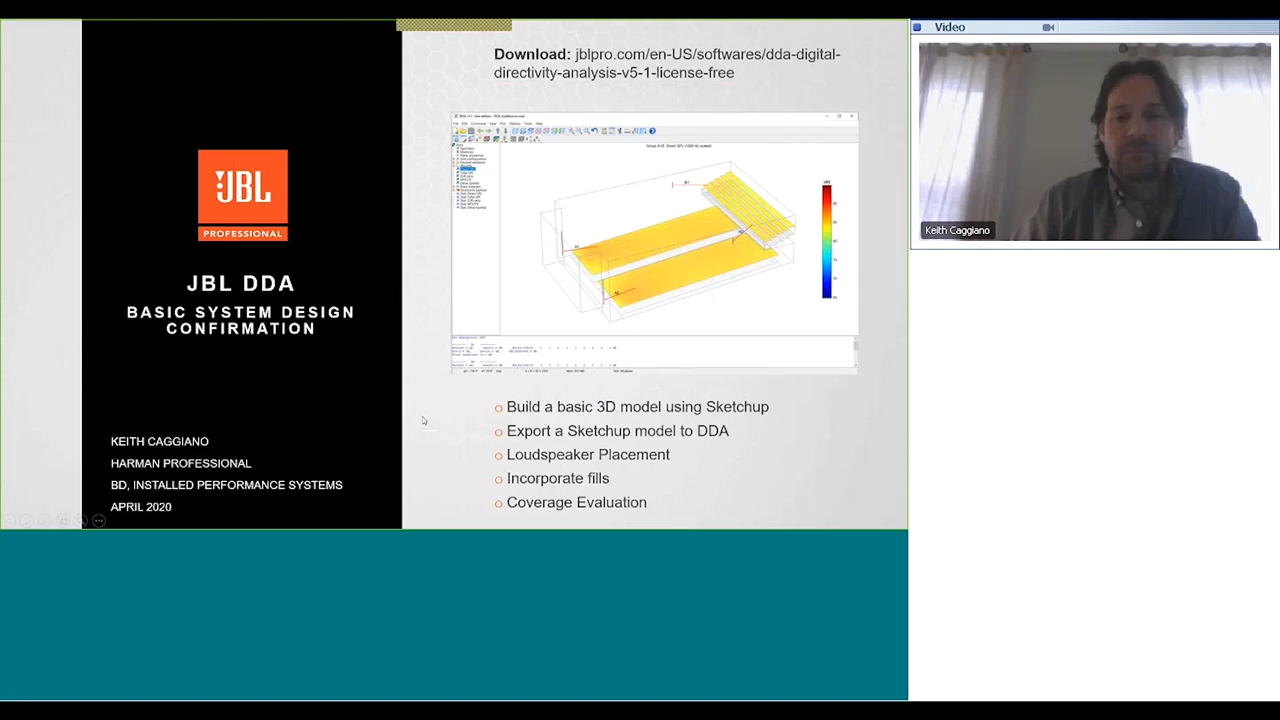 Download: jblpro.com/en-US/softwares/dda-digital-
directivity-analysis-v5-1-license-free
JBL
PROFESSIONAL
JBL DDA
BASIC SYSTEM DESIGN
CONFIRMATION
KEITH CAGGIANO
HARMAN PROFESSIONAL
BD, INSTALLED PERFORMANCE SYSTEMS
APRIL 2020
Build a basic 3D model using Sketchup
Export a Sketchup model to DDA
Loudspeaker Placement
Incorporate fills
Coverage Evaluation
Video
Keith Caggiano